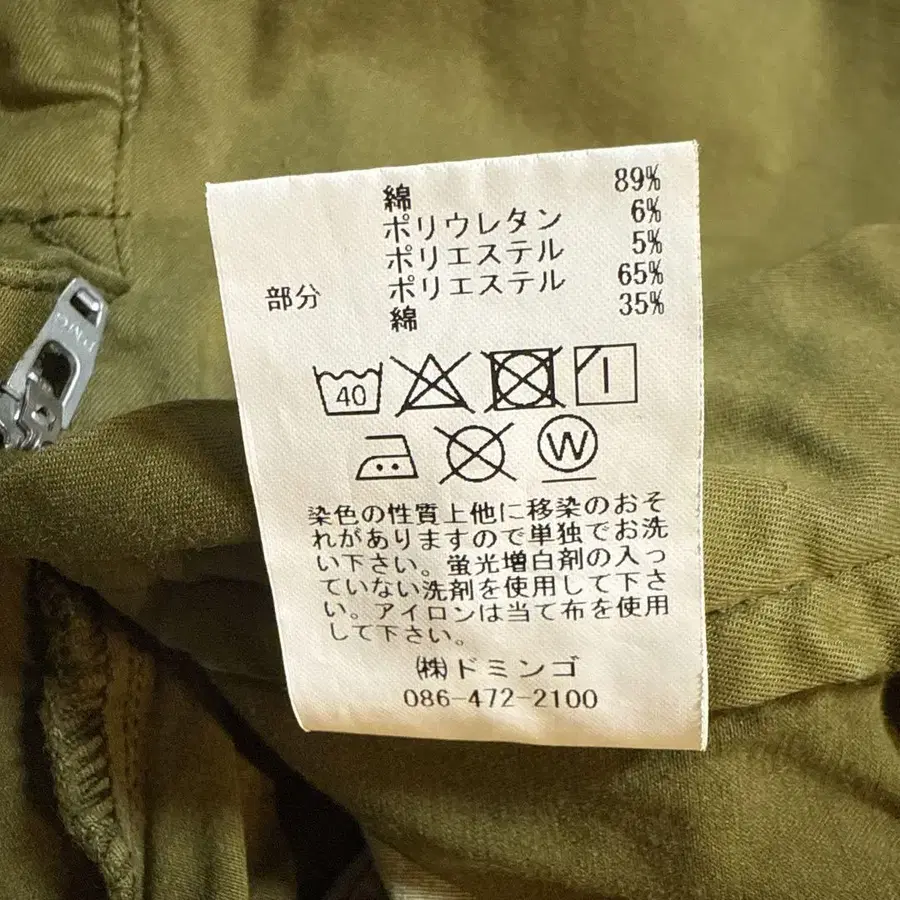 綿 89%
ポリウレタン 6%
ポリエステル 5%
部分 ポリエステル 65%
綿 35%
40
W
染色の性質上他に移染のおそ
れがありますので単独でお洗
い下さい。蛍光増白剤の入っ
ていない洗剤を使用して下さ
い。アイロンは当て布を使用
して下さい。
㈱ドミンゴ
086-472-2100